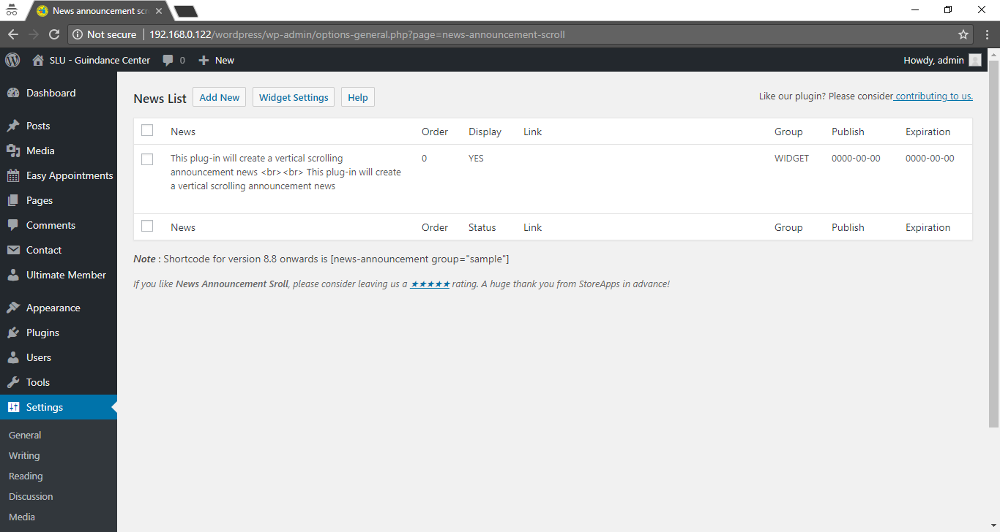 News announcement scr
Not secure | 192.168.0.122/wordpress/wp-admin/options-general.php?page=news-announcement-scroll
SLU - Guindance Center 0 New Howdy, admin
Dashboard
Posts
Media
Easy Appointments
Pages
Comments
Contact
Ultimate Member
Appearance
Plugins
Users
Tools
Settings
General
Writing
Reading
Discussion
Media
News List Add New Widget Settings Help
Like our plugin? Please consider contributing to us.
News Order Display Link Group Publish Expiration
This plug-in will create a vertical scrolling 0 YES WIDGET 0000-00-00 0000-00-00
announcement news <br><br> This plug-in will create
a vertical scrolling announcement news
News Order Status Link Group Publish Expiration
Note : Shortcode for version 8.8 onwards is [news-announcement group="sample"]
If you like News Announcement Sroll, please consider leaving us a ★★★★★ rating. A huge thank you from StoreApps in advance!